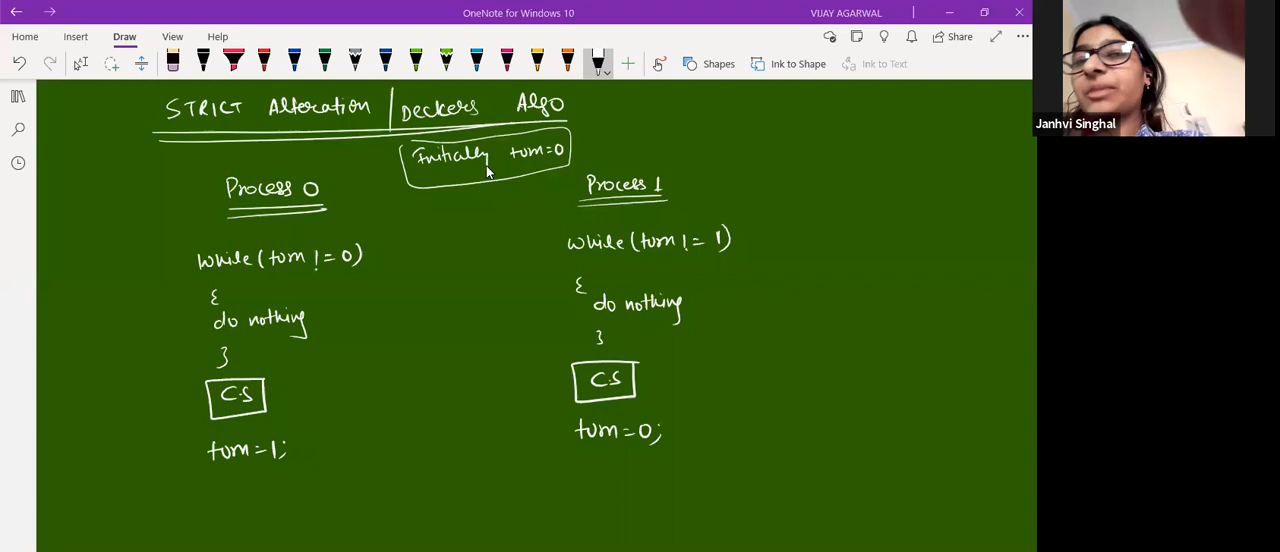 OneNote for Windows 10
VIJAY AGARWAL
Home Insert Draw View Help
Share
Shapes Ink to Shape Ink to Text
Janhvi Singhal
STRICT Alteration | Deckers Algo
Initially turn=0
Process 0
while(turn != 0)
{
do nothing
}
C.S
turn=1;
Process 1
while(turn != 1)
{
do nothing
}
C.S
turn=0;